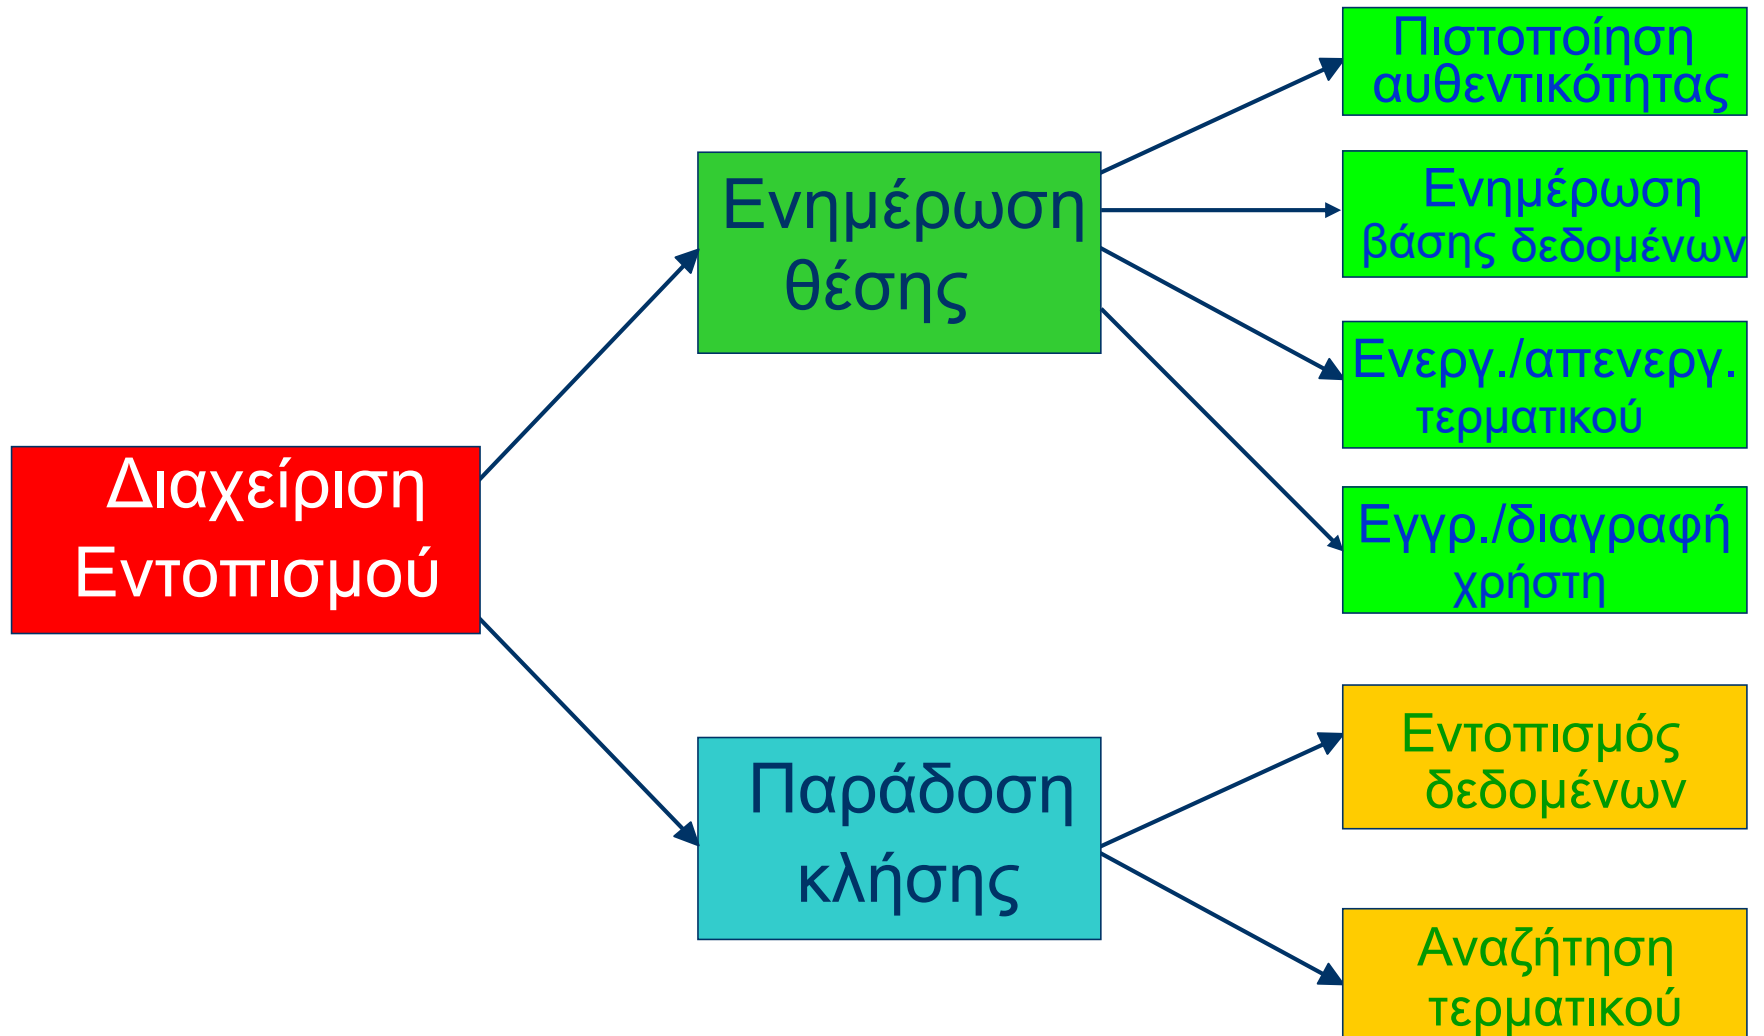 Διαχείριση
Εντοπισμού
Ενημέρωση
θέσης
Παράδοση
κλήσης
Πιστοποίηση
αυθεντικότητας
Ενημέρωση
βάσης δεδομένων
Ενεργ./απενεργ.
τερματικού
Εγγρ./διαγραφή
χρήστη
Εντοπισμός
δεδομένων
Αναζήτηση
τερματικού